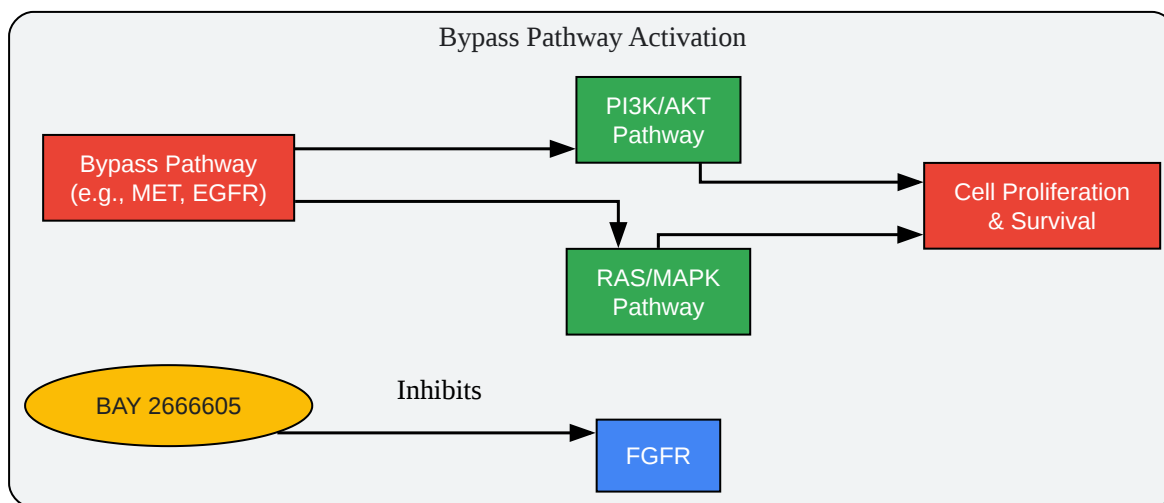 Bypass Pathway Activation
PI3K/AKT
Pathway
Bypass Pathway
(e.g., MET, EGFR)
Cell Proliferation
& Survival
RAS/MAPK
Pathway
BAY 2666605
Inhibits
FGFR